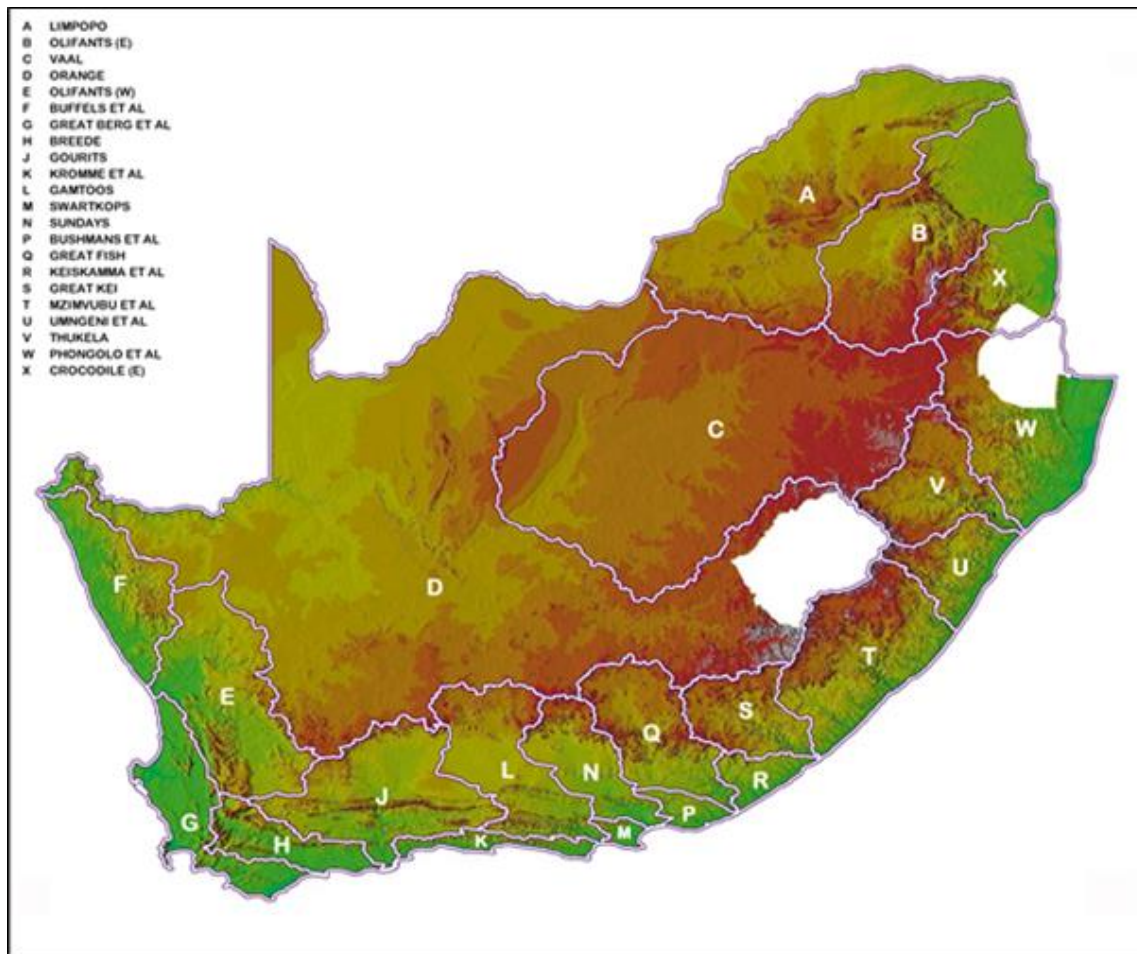 A LIMPOPO
B OLIFANTS (E)
C VAAL
D ORANGE
E OLIFANTS (W)
F BUFFELS ET AL
G GREAT BERG ET AL
H BREEDE
J GOURITS
K KROMME ET AL
L GAMTOOS
M SWARTKOPS
N SUNDAYS
P BUSHMANS ET AL
Q GREAT FISH
R KEISKAMMA ET AL
S GREAT KEI
T MZIMVUBU ET AL
U UMNGENI ET AL
V THUKELA
W PHONGOLO ET AL
X CROCODILE (E)
A
B
X
C
W
V
U
D
F
T
E
S
Q
L
N
R
J
P
G
M
K
H